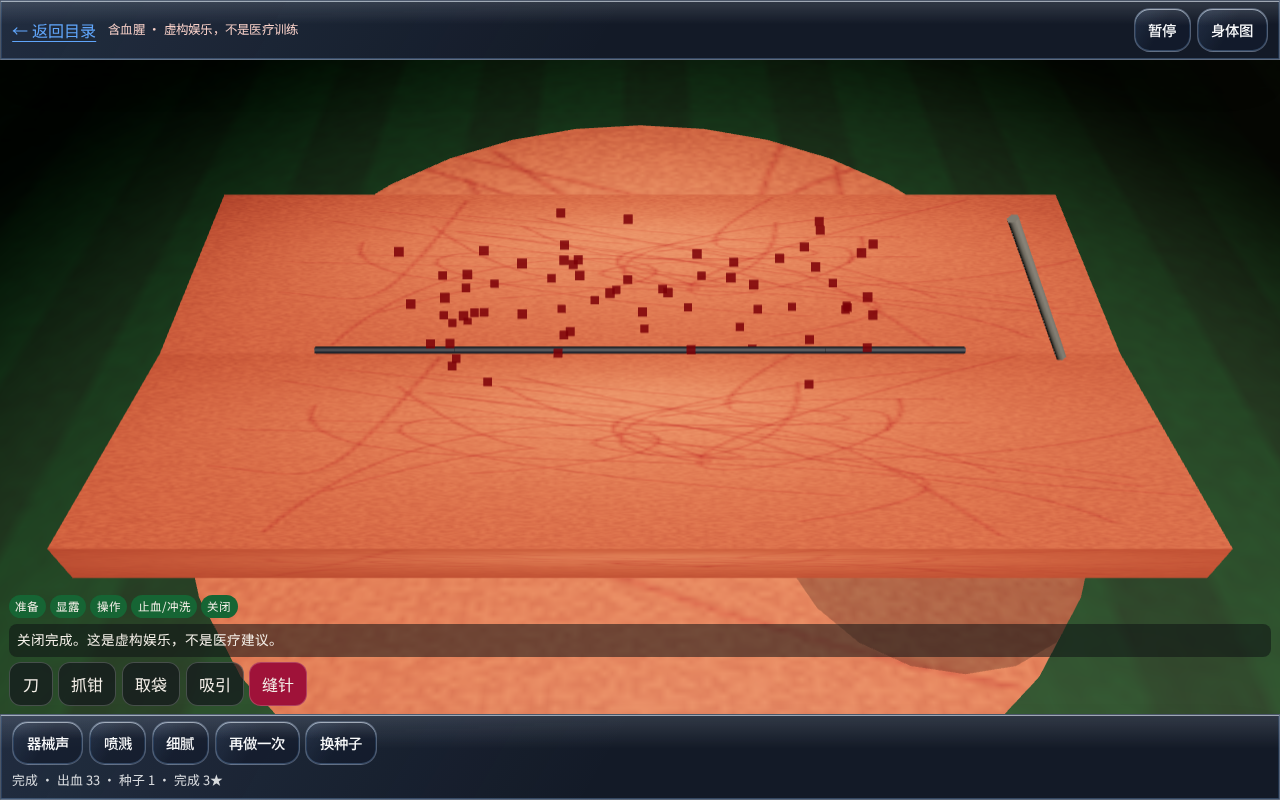 ← 返回目录
含血腥 · 虚构娱乐，不是医疗训练
暂停
身体图
准备
显露
操作
止血/冲洗
关闭
关闭完成。这是虚构娱乐，不是医疗建议。
刀
抓钳
取袋
吸引
缝针
器械声
喷溅
细腻
再做一次
换种子
完成 · 出血 33 · 种子 1 · 完成 3★